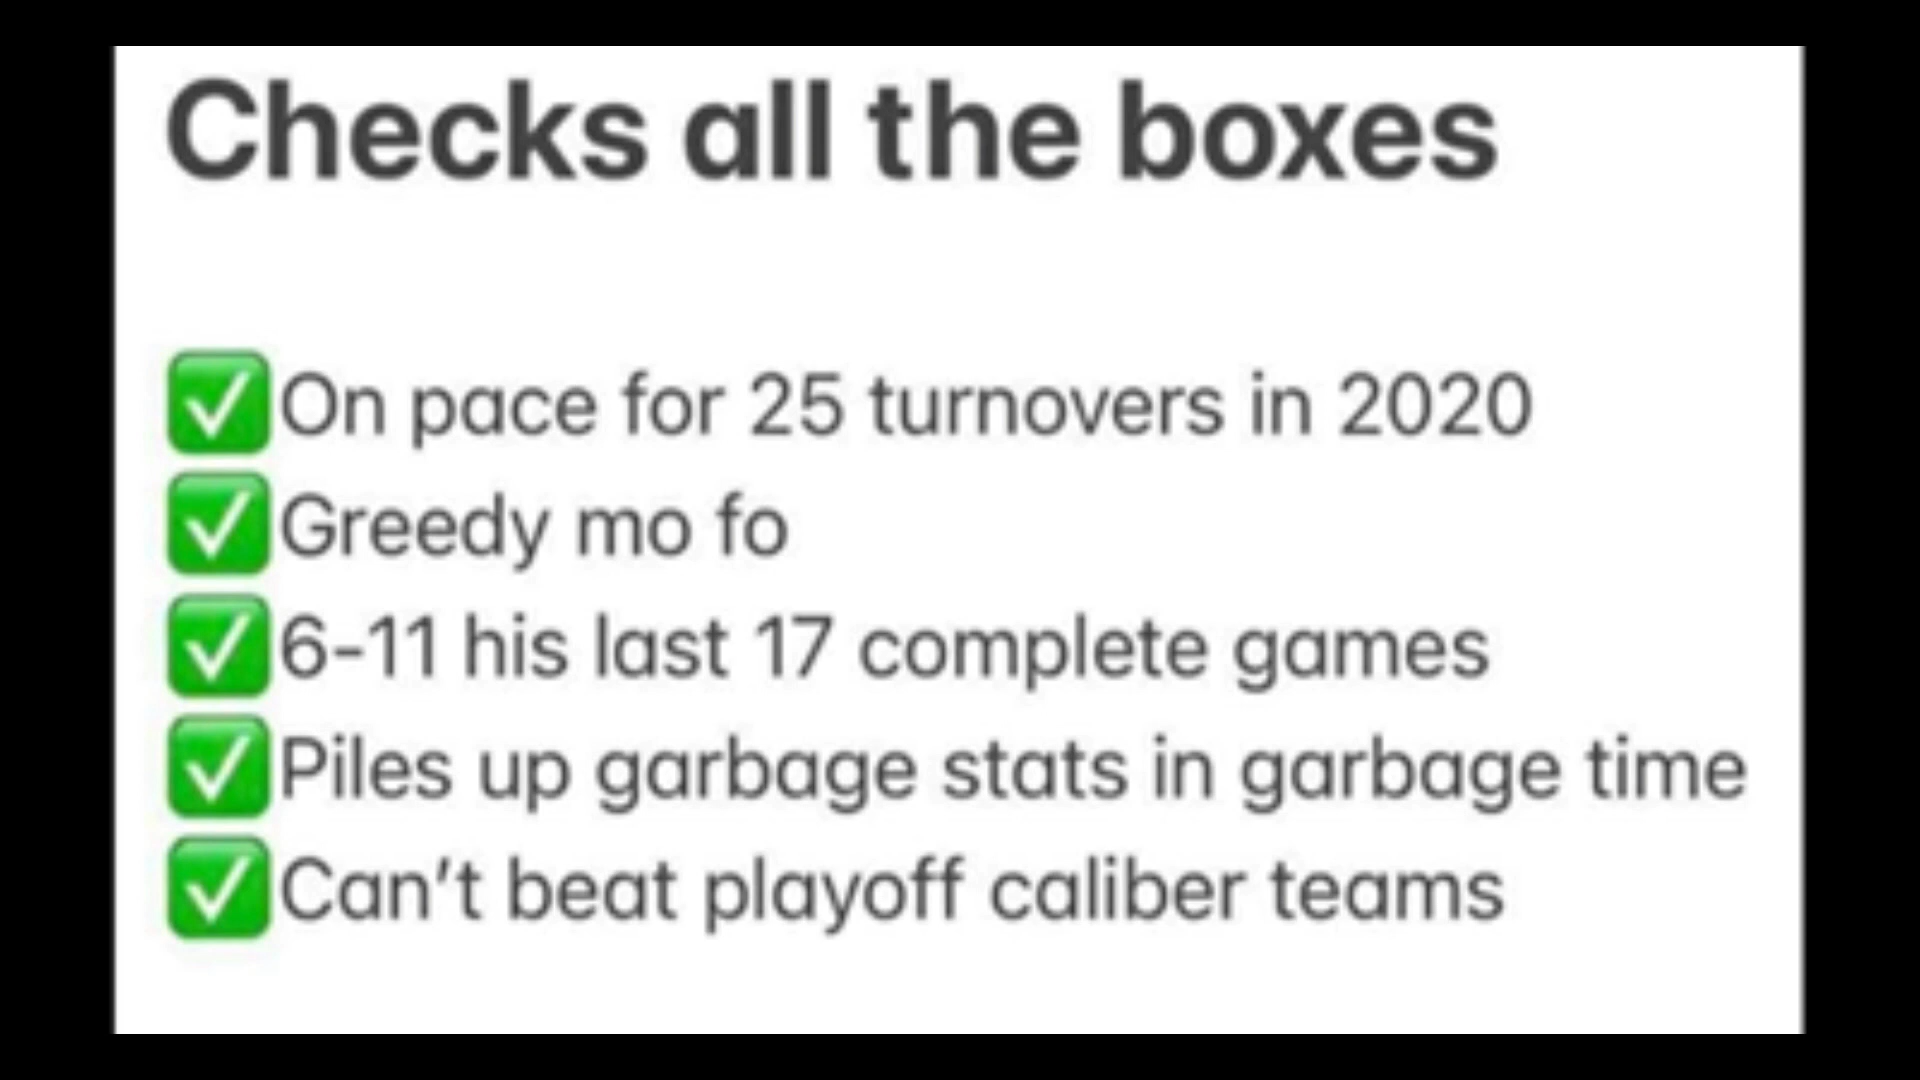 Checks all the boxes
✅On pace for 25 turnovers in 2020
✅Greedy mo fo
✅6-11 his last 17 complete games
✅Piles up garbage stats in garbage time
✅Can't beat playoff caliber teams